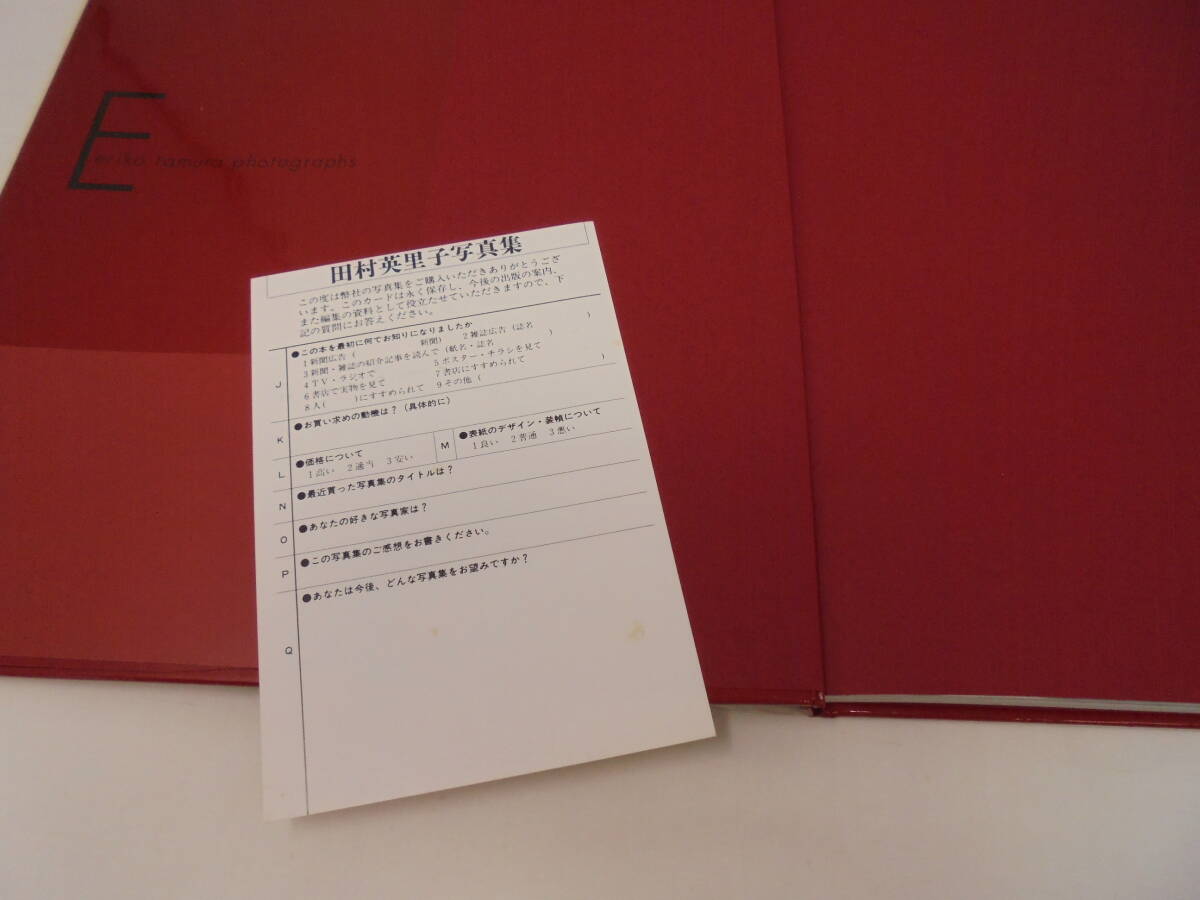 E
eriko tamura photographs
田村英里子写真集
この度は幣社の写真集をご購入いただきありがとうござ
います。このカードは永く保存し、今後の出版の案内、
また編集の資料として役立たせていただきますので、下
記の質問にお答えください。
J
●この本を最初に何でお知りになりましたか
1新聞広告( 新聞) 2雑誌広告(誌名 )
3新聞・雑誌の紹介記事を読んで(紙名・誌名 )
4TV・ラジオで 5ポスター・チラシを見て
6書店で実物を見て 7書店にすすめられて
8人( )にすすめられて 9その他( )
K
●お買い求めの動機は?(具体的に)
L
●価格について
1高い 2適当 3安い
M
●表紙のデザイン・装幀について
1良い 2普通 3悪い
N
●最近買った写真集のタイトルは?
O
●あなたの好きな写真家は?
P
●この写真集のご感想をお書きください。
Q
●あなたは今後、どんな写真集をお望みですか?